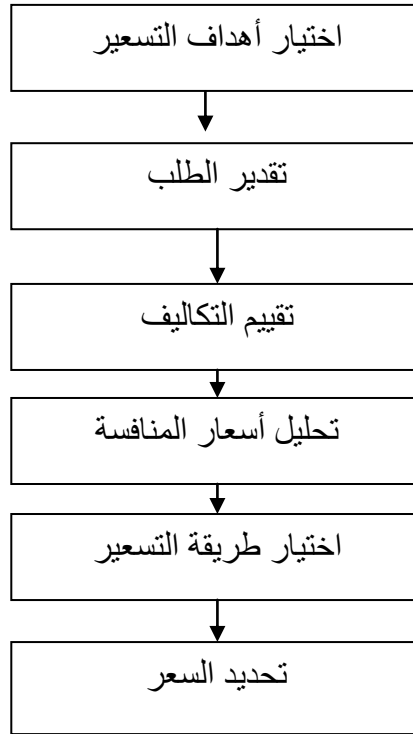 اختيار أهداف التسعير
تقدير الطلب
تقييم التكاليف
تحليل أسعار المنافسة
اختيار طريقة التسعير
تحديد السعر